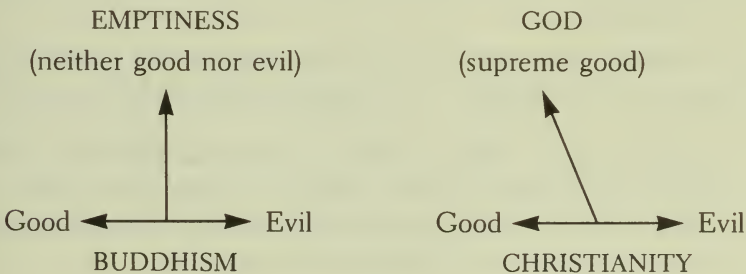 EMPTINESS
(neither good nor evil)
Good
Evil
BUDDHISM
GOD
(supreme good)
Good
Evil
CHRISTIANITY